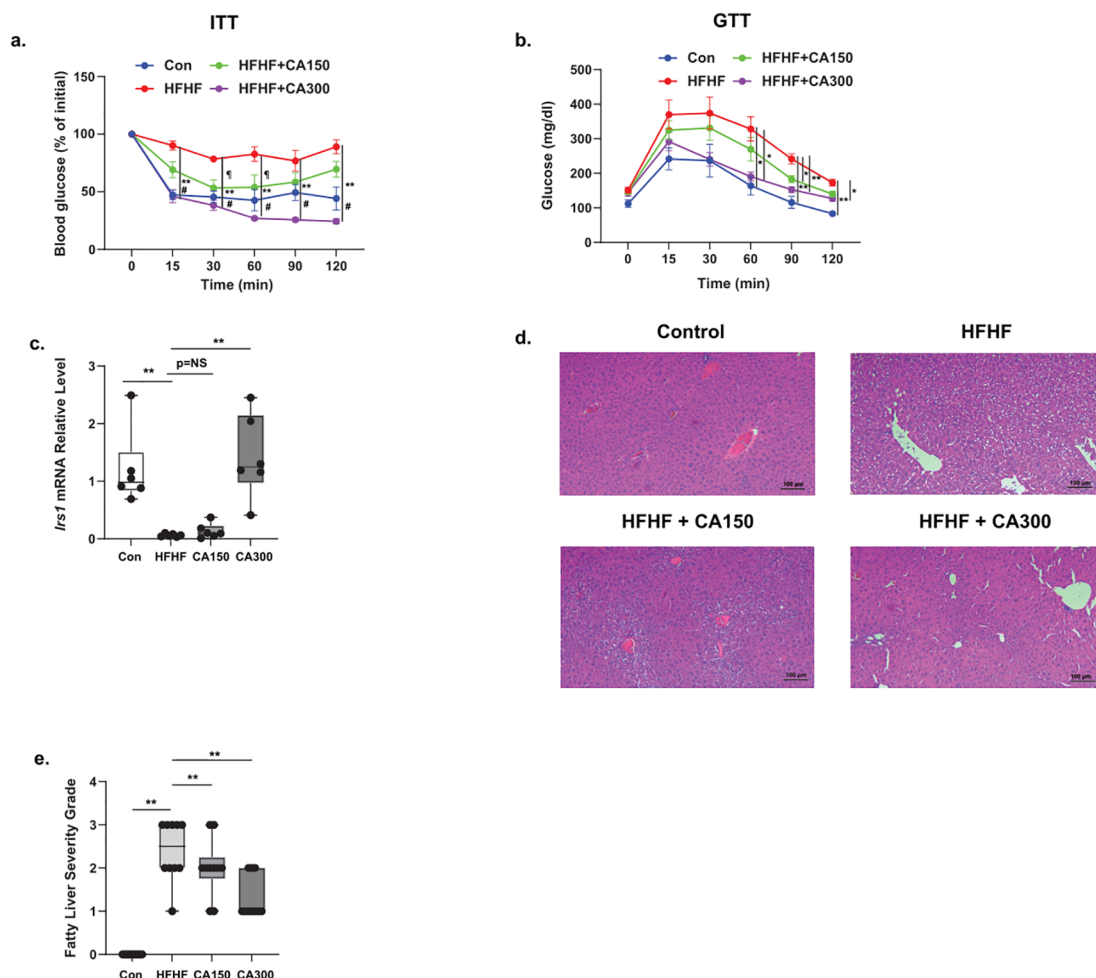 ITT
a.
Con
HFHF+CA150
HFHF
HFHF+CA300
Blood glucose (% of initial)
150
100
50
0
** # ¶ ** # ¶ ** # ** # ** #
0 15 30 60 90 120
Time (min)
GTT
b.
Con
HFHF+CA150
HFHF
HFHF+CA300
Glucose (mg/dl)
500
400
300
200
100
0
* * * ** ** ** *
0 15 30 60 90 120
Time (min)
c.
Irs1 mRNA Relative Level
**
p=NS
**
3
2
1
0
Con HFHF CA150 CA300
d.
Control
HFHF
100 µm
100 µm
HFHF + CA150
HFHF + CA300
100 µm
100 µm
e.
Fatty Liver Severity Grade
**
**
**
4
3
2
1
0
Con HFHF CA150 CA300